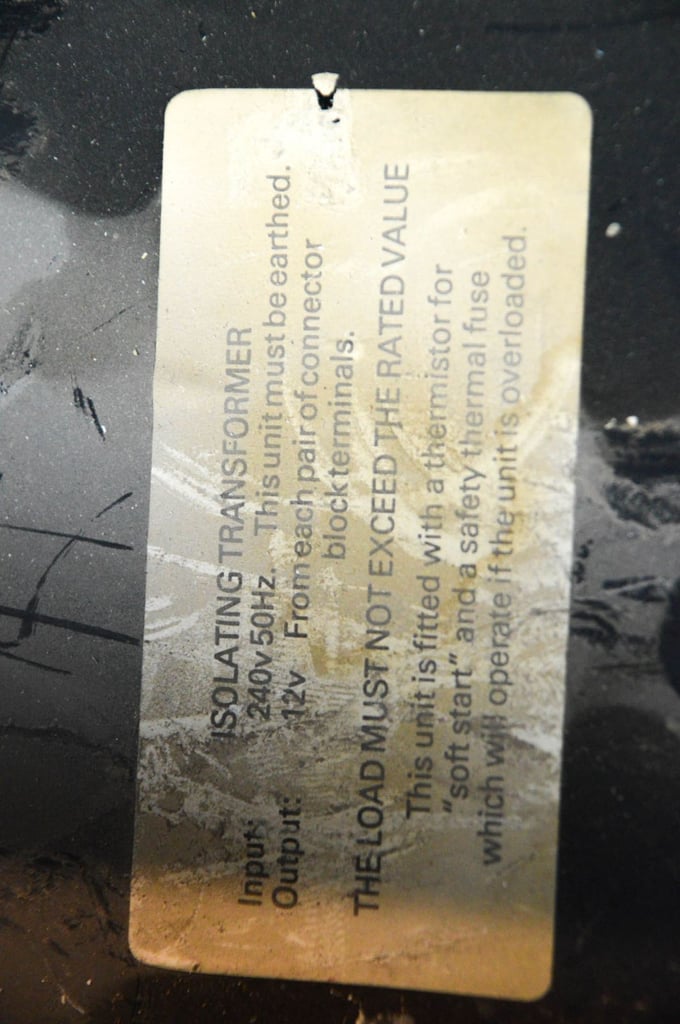 ISOLATING TRANSFORMER
Input: 240v 50Hz. This unit must be earthed.
Output: 12v From each pair of connector
block terminals.
THE LOAD MUST NOT EXCEED THE RATED VALUE
This unit is fitted with a thermistor for
"soft start" and a safety thermal fuse
which will operate if the unit is overloaded.